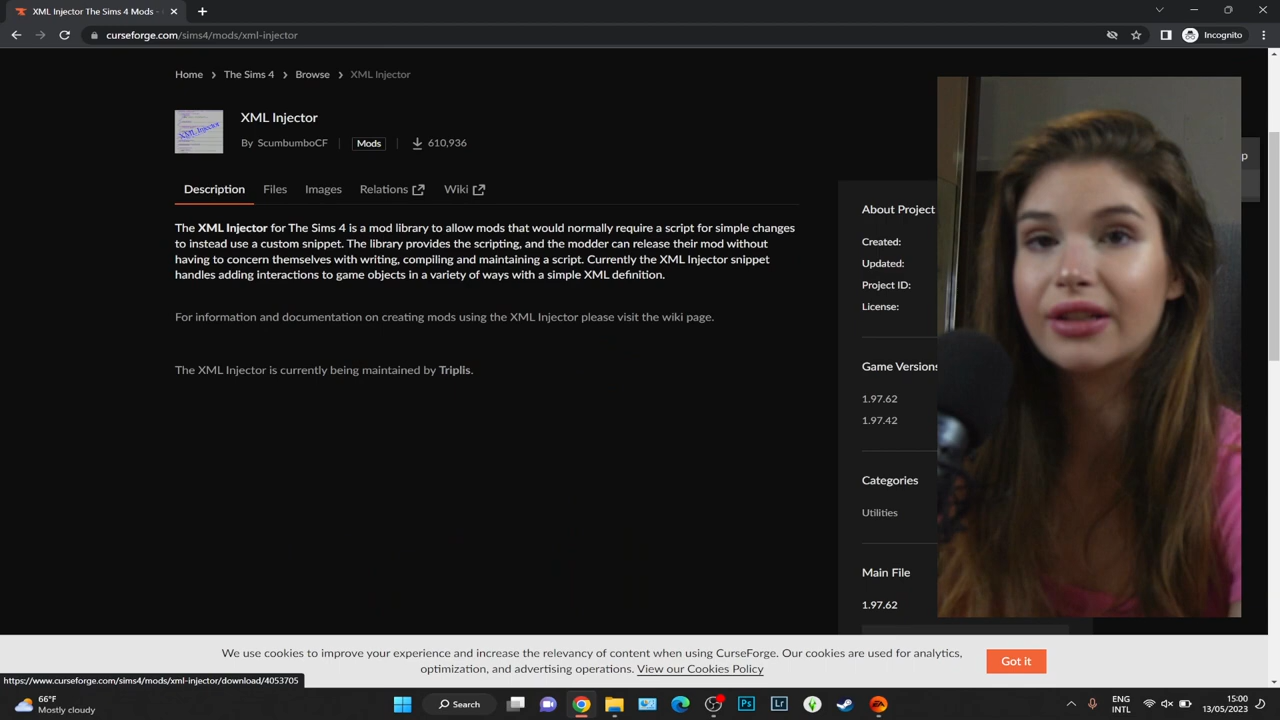 XML Injector The Sims 4 Mods -
curseforge.com/sims4/mods/xml-injector
Incognito
Home > The Sims 4 > Browse > XML Injector
XML Injector
XML Injector
By ScumbumboCF | Mods | 610,936
Description Files Images Relations Wiki
The XML Injector for The Sims 4 is a mod library to allow mods that would normally require a script for simple changes
to instead use a custom snippet. The library provides the scripting, and the modder can release their mod without
having to concern themselves with writing, compiling and maintaining a script. Currently the XML Injector snippet
handles adding interactions to game objects in a variety of ways with a simple XML definition.
For information and documentation on creating mods using the XML Injector please visit the wiki page.
The XML Injector is currently being maintained by Triplis.
p
About Project
Created:
Updated:
Project ID:
License:
Game Versions
1.97.62
1.97.42
Categories
Utilities
Main File
1.97.62
We use cookies to improve your experience and increase the relevancy of content when using CurseForge. Our cookies are used for analytics,
optimization, and advertising operations. View our Cookies Policy
Got it
https://www.curseforge.com/sims4/mods/xml-injector/download/4053705
66°F
Mostly cloudy
Search
Ps
Lr
EA
ENG
INTL
15:00
13/05/2023